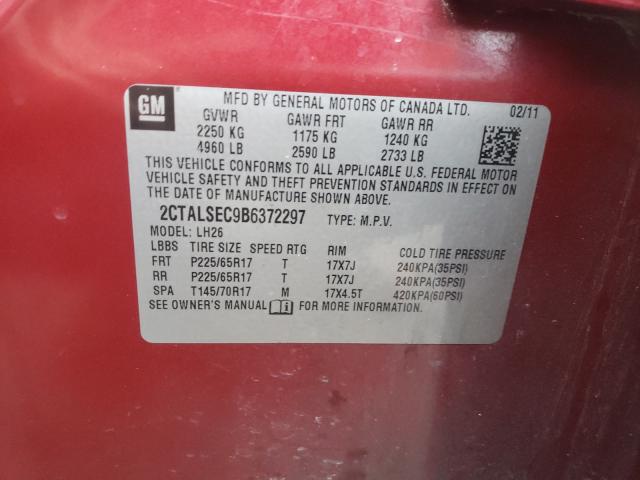 GM
MFD BY GENERAL MOTORS OF CANADA LTD. 02/11
GVWR GAWR FRT GAWR RR
2250 KG 1175 KG 1240 KG
4960 LB 2590 LB 2733 LB
THIS VEHICLE CONFORMS TO ALL APPLICABLE U.S. FEDERAL MOTOR
VEHICLE SAFETY AND THEFT PREVENTION STANDARDS IN EFFECT ON
THE DATE OF MANUFACTURE SHOWN ABOVE.
2CTALSEC9B6372297 TYPE: M.P.V.
MODEL: LH26
LBBS TIRE SIZE SPEED RTG RIM COLD TIRE PRESSURE
FRT P225/65R17 T 17X7J 240KPA(35PSI)
RR P225/65R17 T 17X7J 240KPA(35PSI)
SPA T145/70R17 M 17X4.5T 420KPA(60PSI)
SEE OWNER'S MANUAL FOR MORE INFORMATION.